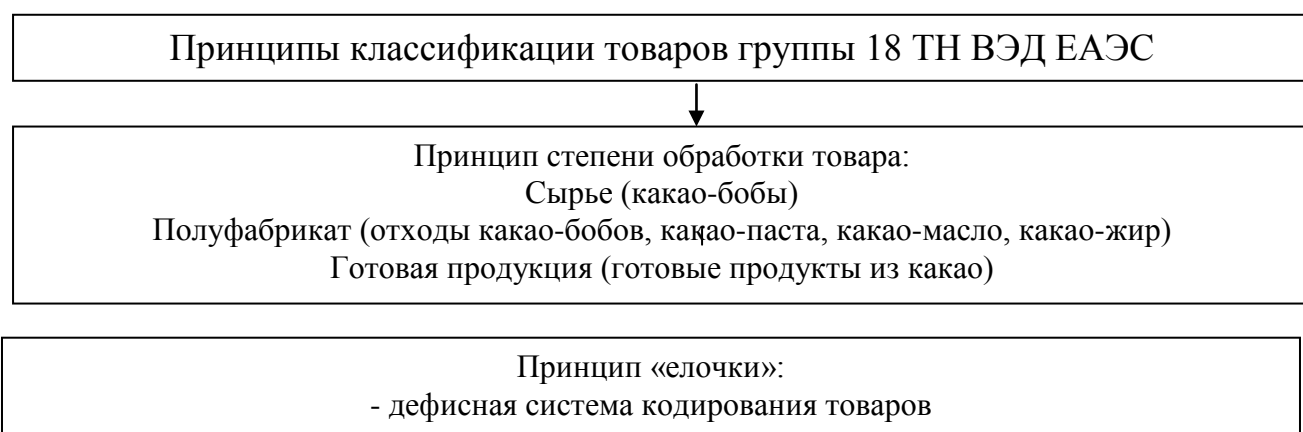 Принципы классификации товаров группы 18 ТН ВЭД ЕАЭС
Принцип степени обработки товара:
Сырье (какао-бобы)
Полуфабрикат (отходы какао-бобов, какао-паста, какао-масло, какао-жир)
Готовая продукция (готовые продукты из какао)
Принцип «елочки»:
- дефисная система кодирования товаров